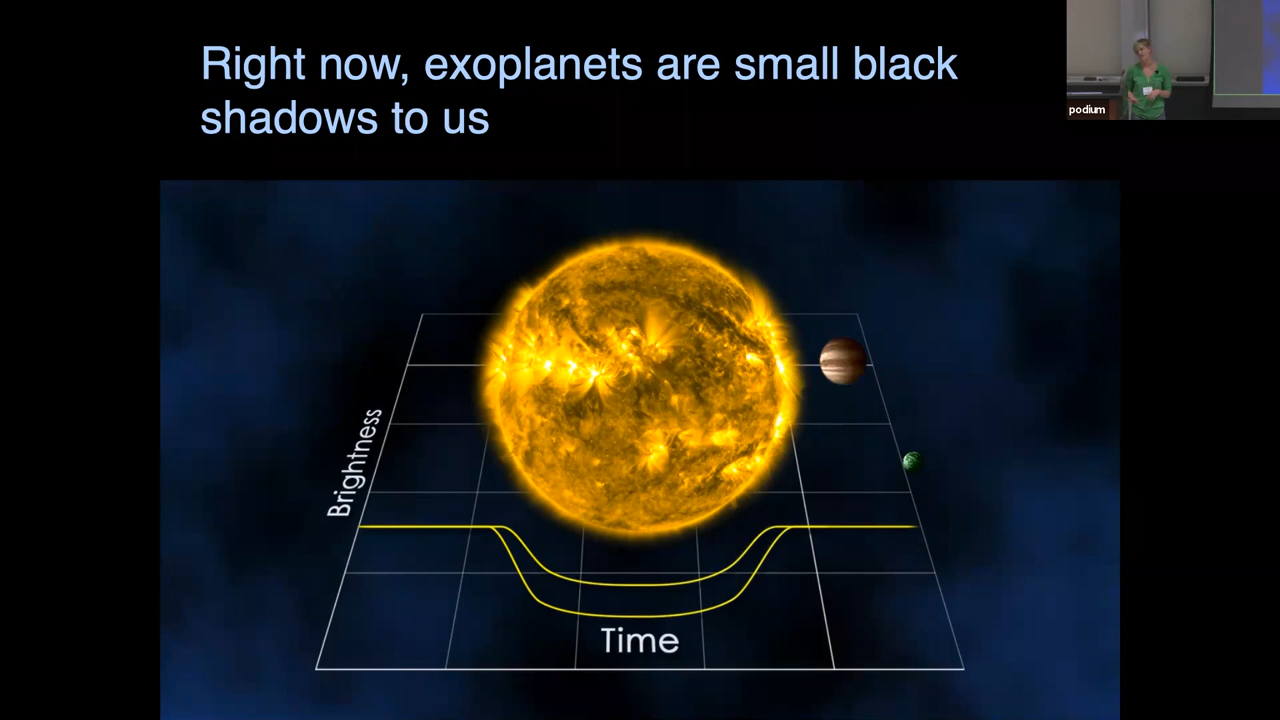 Right now, exoplanets are small black
shadows to us
podium
Brightness
Time